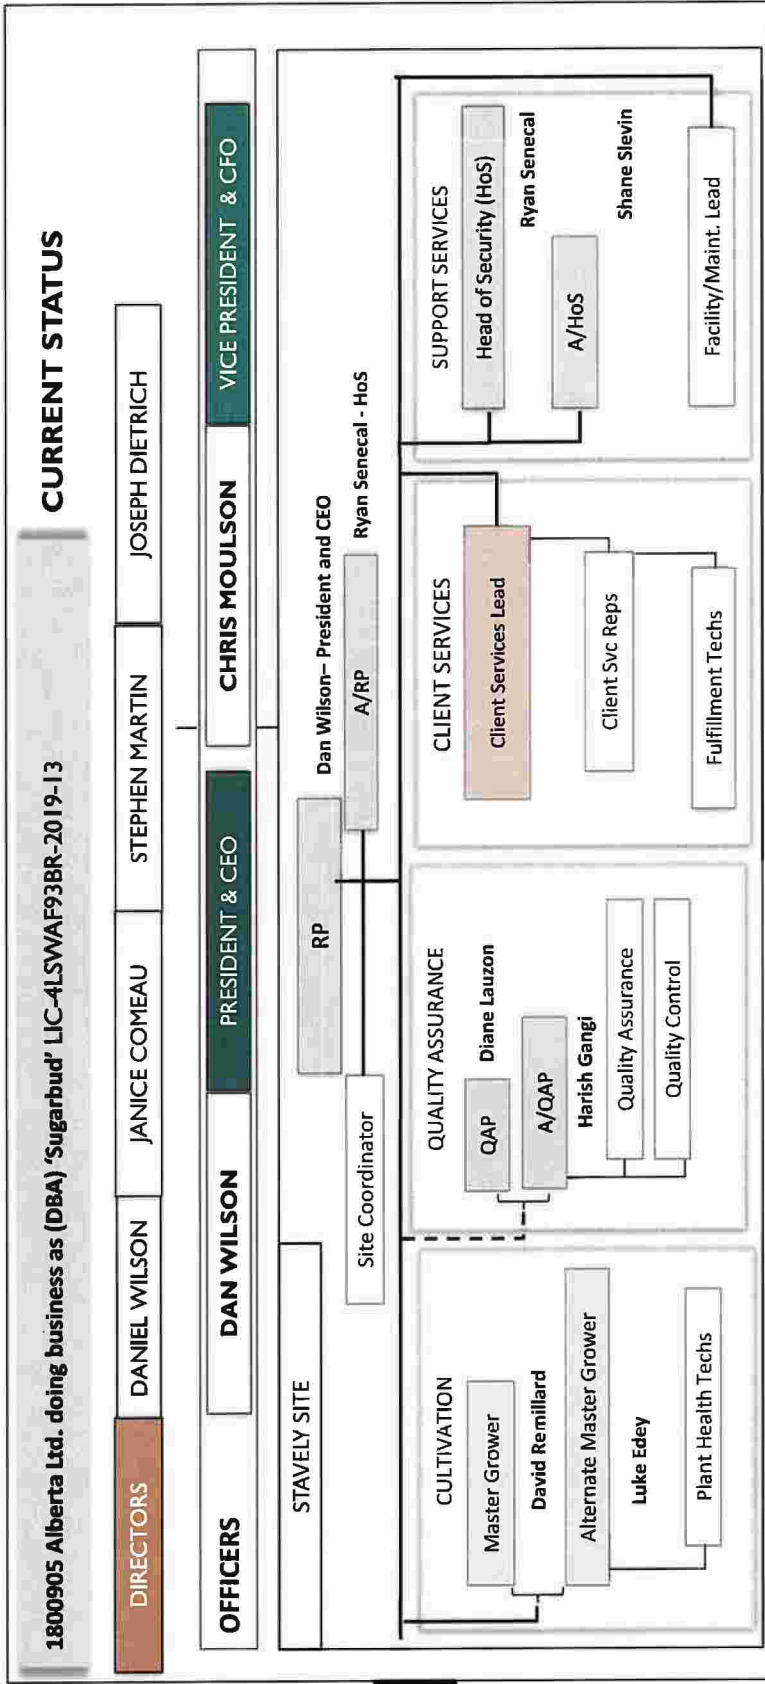 1800905 Alberta Ltd. doing business as (DBA) 'Sugarbud' LIC-4LSWAF93BR-2019-13
CURRENT STATUS
DIRECTORS
DANIEL WILSON
JANICE COMEAU
STEPHEN MARTIN
JOSEPH DIETRICH
OFFICERS
DAN WILSON
PRESIDENT & CEO
CHRIS MOULSON
VICE PRESIDENT & CFO
STAVELY SITE
RP
Dan Wilson– President and CEO
Site Coordinator
A/RP
Ryan Senecal - HoS
CULTIVATION
Master Grower
David Remillard
Alternate Master Grower
Luke Edey
Plant Health Techs
QUALITY ASSURANCE
QAP
Diane Lauzon
A/QAP
Harish Gangi
Quality Assurance
Quality Control
CLIENT SERVICES
Client Services Lead
Client Svc Reps
Fulfillment Techs
SUPPORT SERVICES
Head of Security (HoS)
Ryan Senecal
A/HoS
Shane Slevin
Facility/Maint. Lead